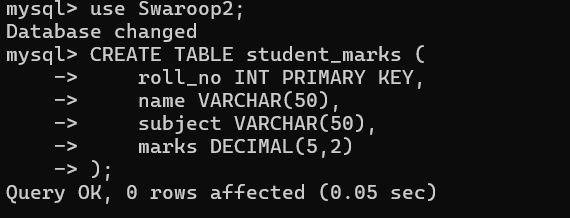 mysql> use Swaroop2;
Database changed
mysql> CREATE TABLE student_marks (
    ->     roll_no INT PRIMARY KEY,
    ->     name VARCHAR(50),
    ->     subject VARCHAR(50),
    ->     marks DECIMAL(5,2)
    -> );
Query OK, 0 rows affected (0.05 sec)